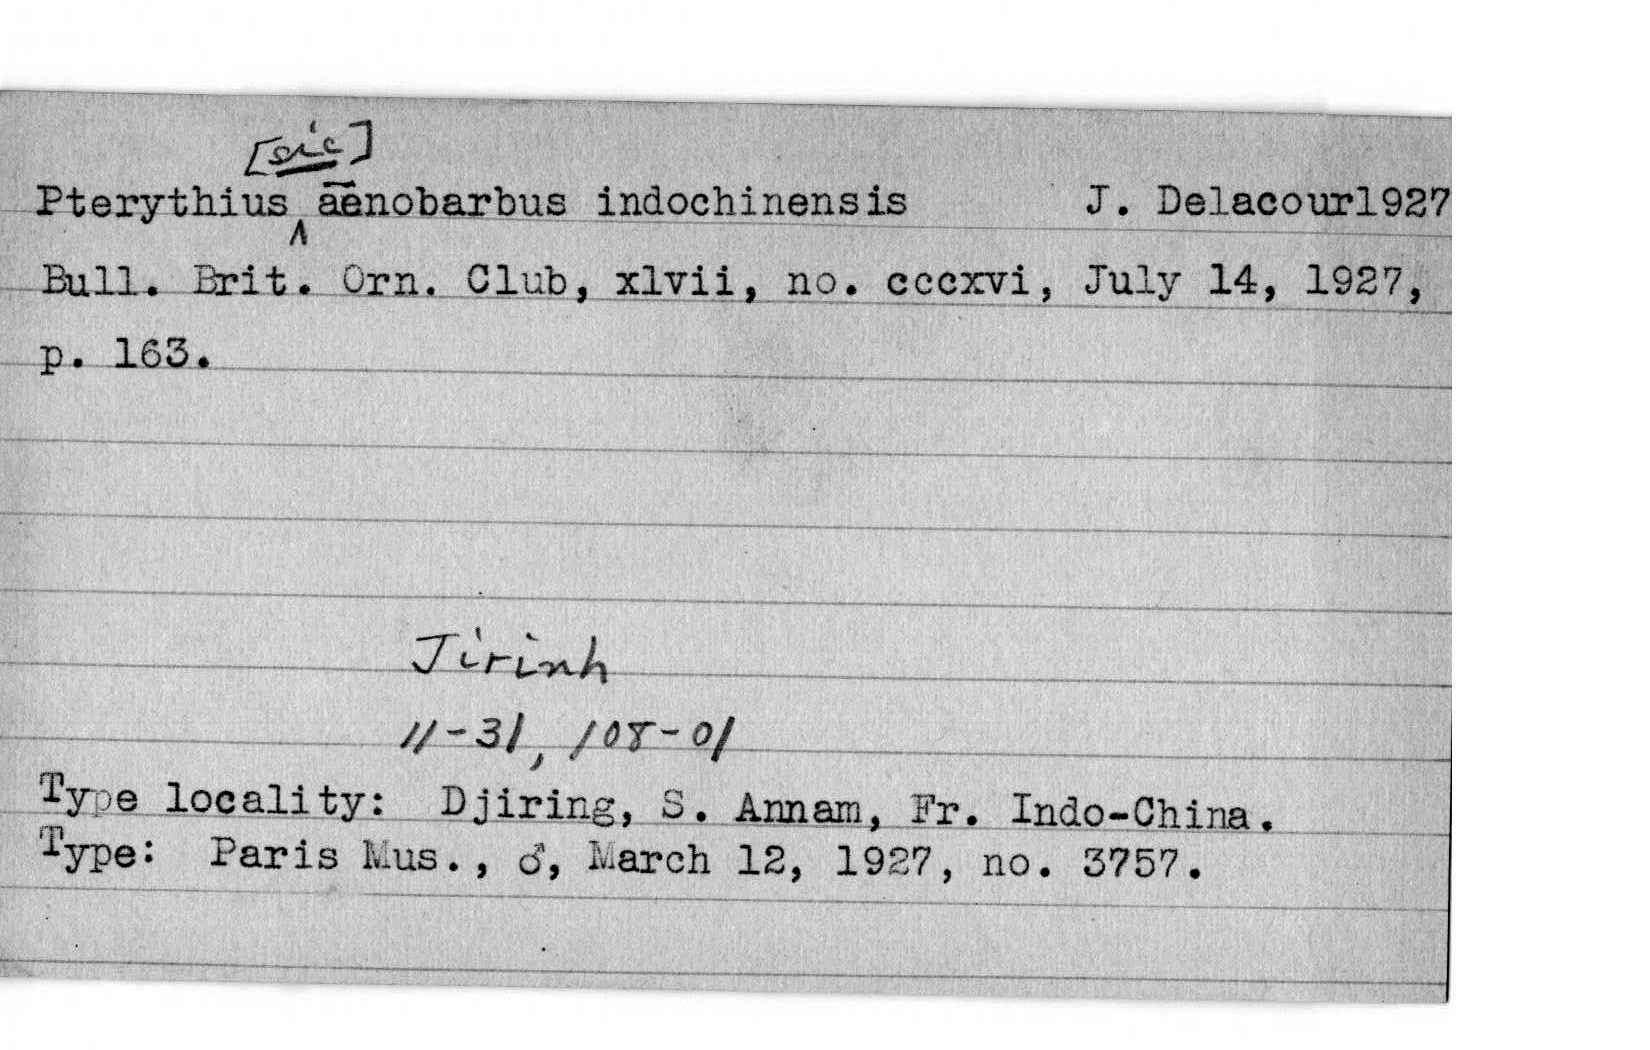 [sic]
Pterythius ^ aenobarbus indochinensis J. Delacour1927
Bull. Brit. Orn. Club, xlvii, no. cccxvi, July 14, 1927,
p. 163.
Jirinh
11-31, 108-01
Type locality: Djiring, S. Annam, Fr. Indo-China.
Type: Paris Mus., ♂, March 12, 1927, no. 3757.